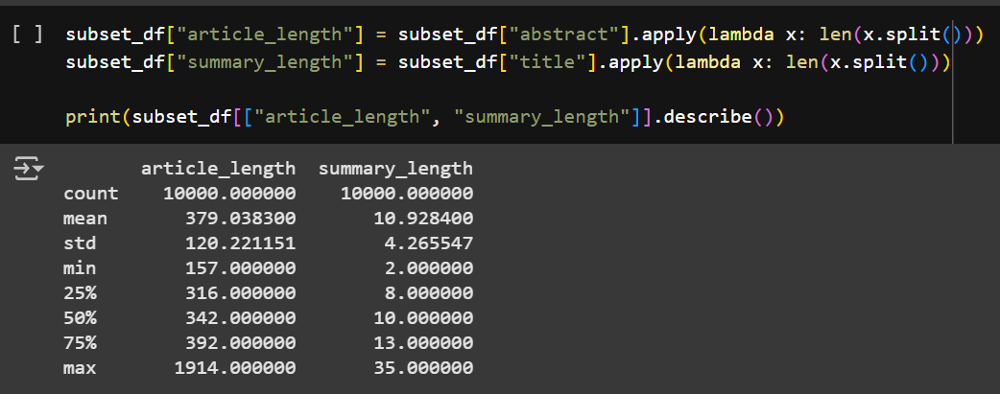 [ ] subset_df["article_length"] = subset_df["abstract"].apply(lambda x: len(x.split()))
subset_df["summary_length"] = subset_df["title"].apply(lambda x: len(x.split()))
print(subset_df[["article_length", "summary_length"]].describe())
article_length summary_length
count 10000.000000 10000.000000
mean 379.038300 10.928400
std 120.221151 4.265547
min 157.000000 2.000000
25% 316.000000 8.000000
50% 342.000000 10.000000
75% 392.000000 13.000000
max 1914.000000 35.000000